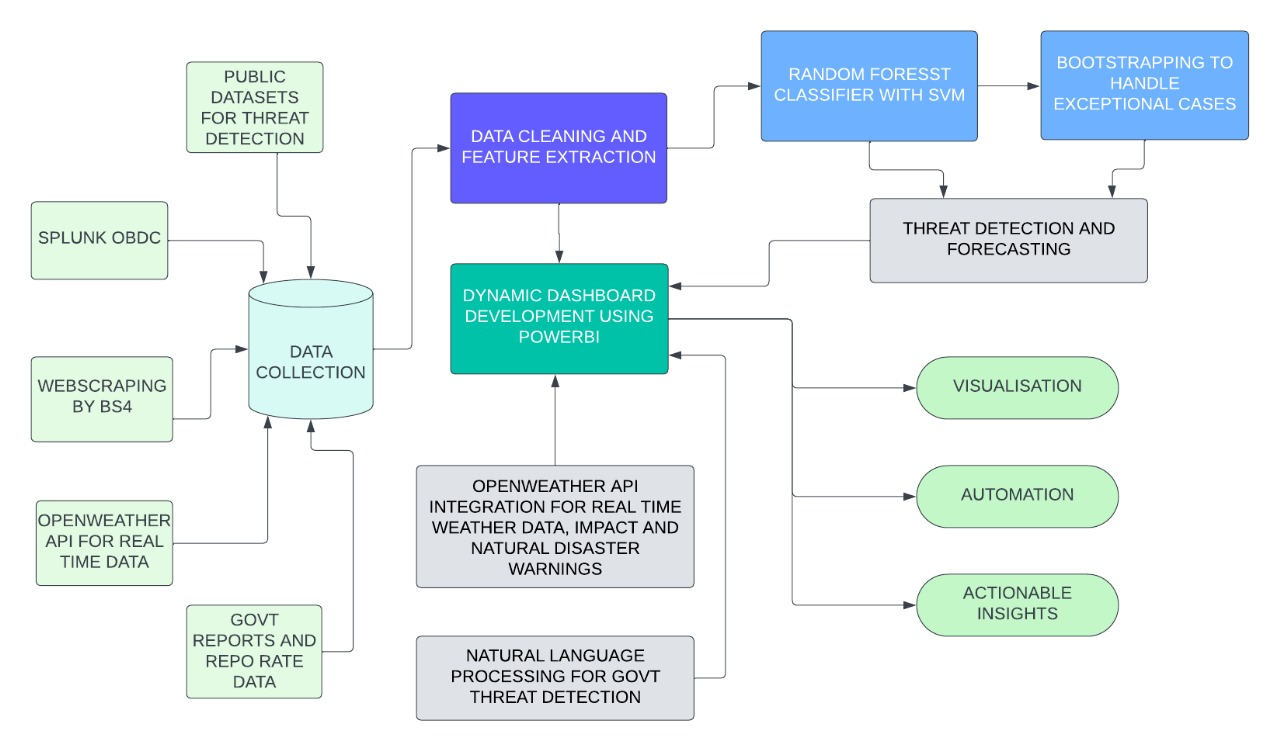 PUBLIC
DATASETS
FOR THREAT
DETECTION
SPLUNK OBDC
WEBSCRAPING
BY BS4
OPENWEATHER
API FOR REAL
TIME DATA
GOVT
REPORTS AND
REPO RATE
DATA
DATA
COLLECTION
DATA CLEANING AND
FEATURE EXTRACTION
DYNAMIC DASHBOARD
DEVELOPMENT USING
POWERBI
OPENWEATHER API
INTEGRATION FOR REAL TIME
WEATHER DATA, IMPACT AND
NATURAL DISASTER
WARNINGS
NATURAL LANGUAGE
PROCESSING FOR GOVT
THREAT DETECTION
RANDOM FORESST
CLASSIFIER WITH SVM
BOOTSTRAPPING TO
HANDLE
EXCEPTIONAL CASES
THREAT DETECTION AND
FORECASTING
VISUALISATION
AUTOMATION
ACTIONABLE
INSIGHTS